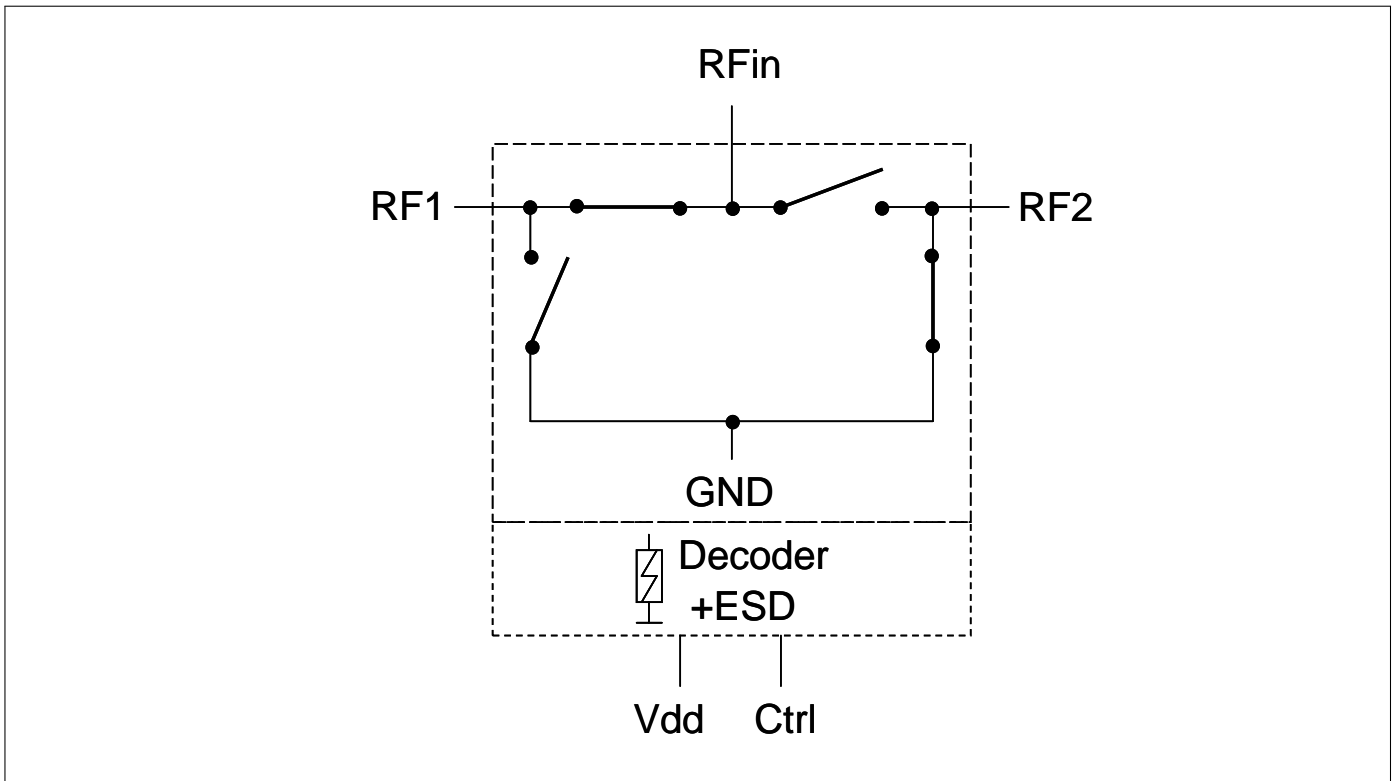 RFin
RF1
RF2
GND
Decoder
+ESD
Vdd
Ctrl